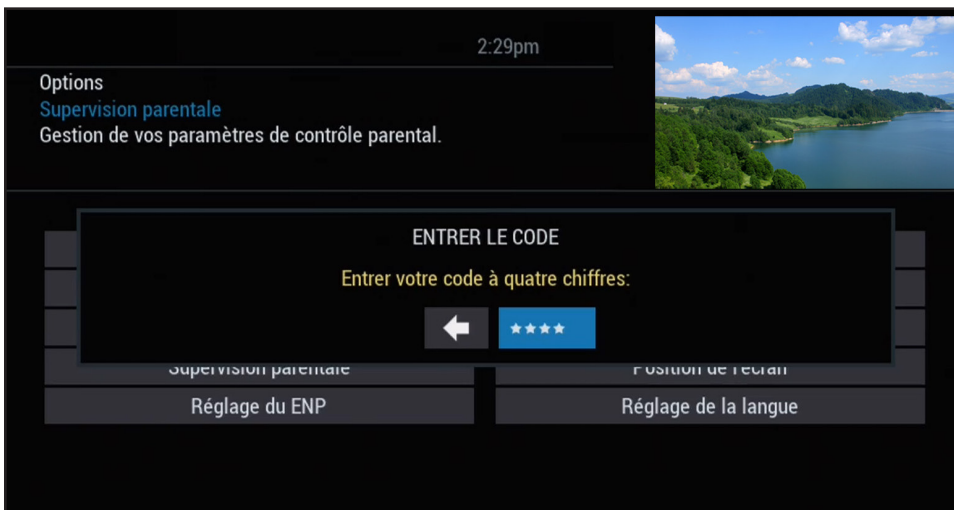 2:29pm
Options
Supervision parentale
Gestion de vos paramètres de contrôle parental.
ENTRER LE CODE
Entrer votre code à quatre chiffres:
****
Supervision parentale
Position de l'écran
Réglage du ENP
Réglage de la langue